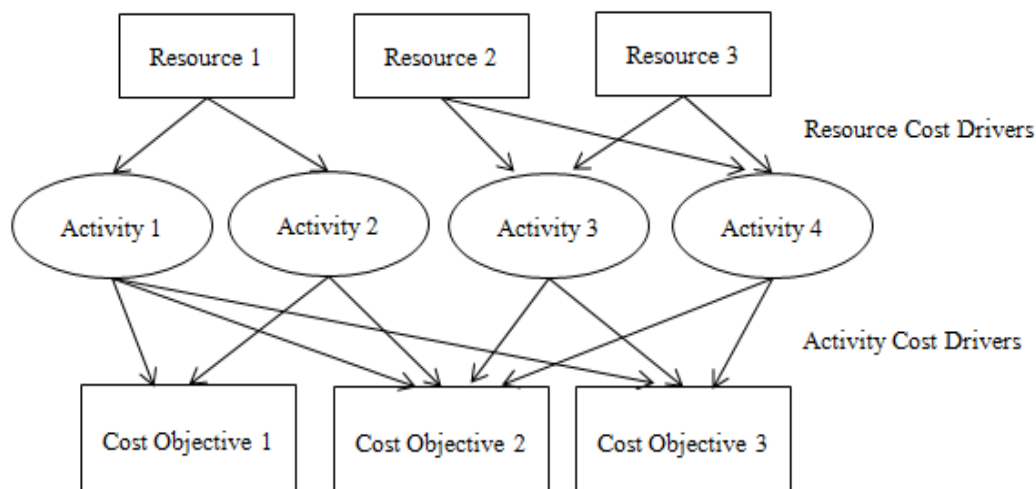 Resource 1
Resource 2
Resource 3
Resource Cost Drivers
Activity 1
Activity 2
Activity 3
Activity 4
Activity Cost Drivers
Cost Objective 1
Cost Objective 2
Cost Objective 3